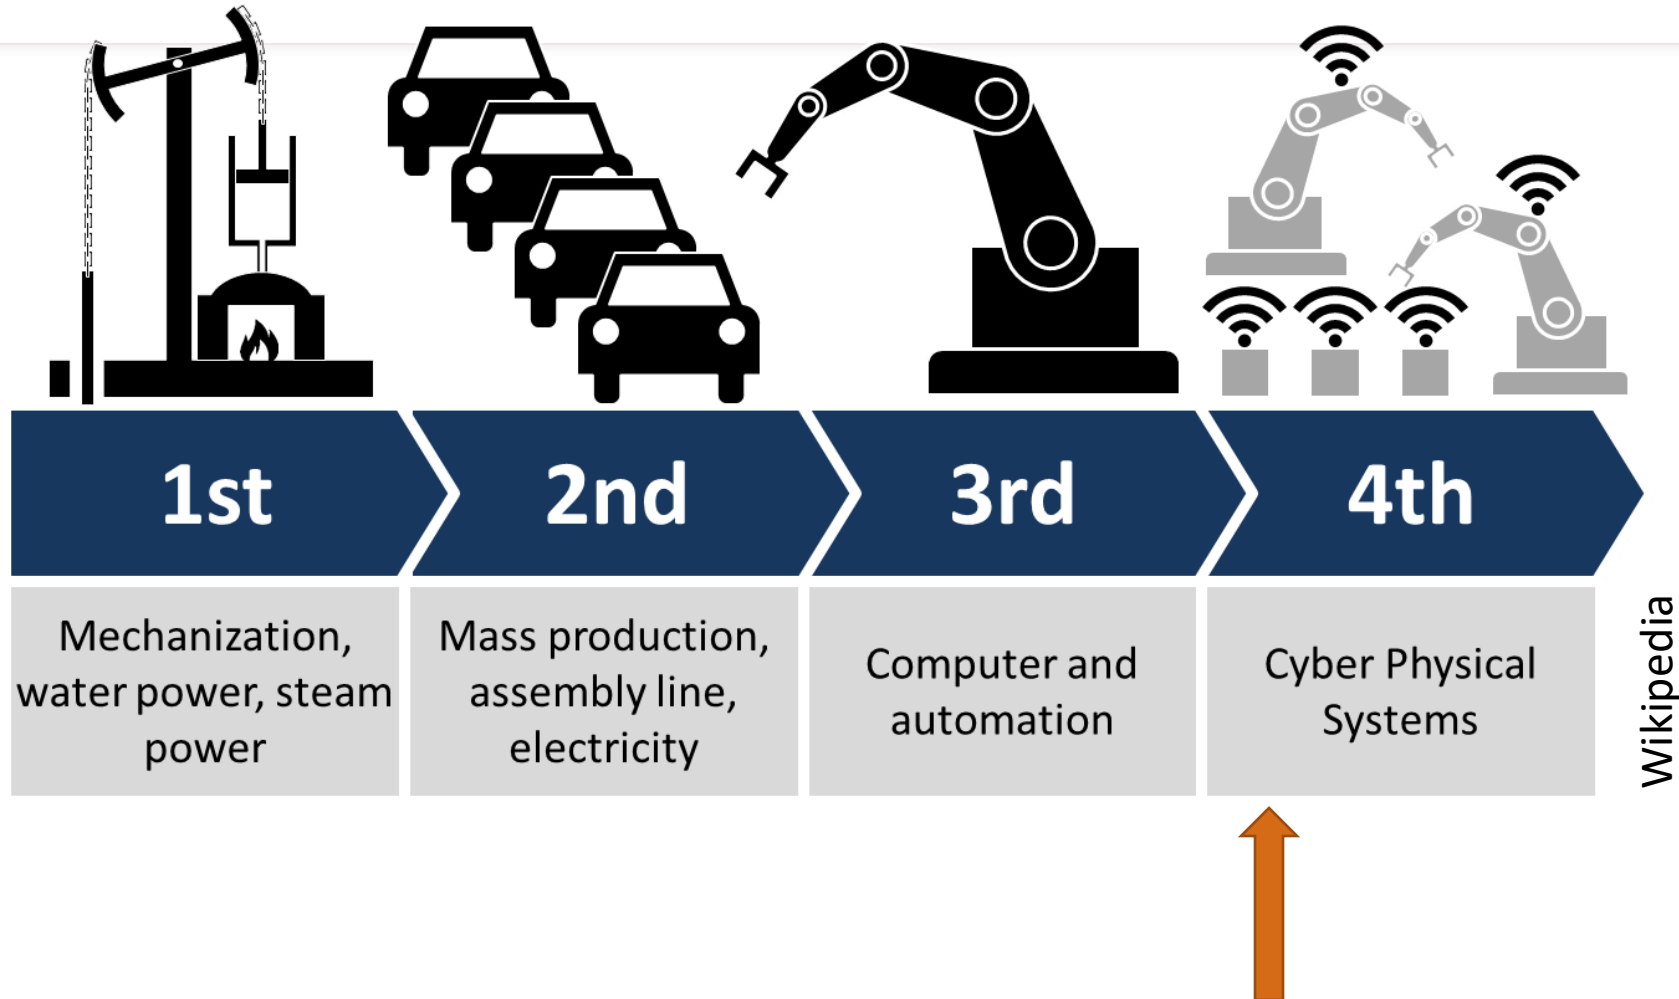 1st
2nd
3rd
4th
Mechanization,
water power, steam
power
Mass production,
assembly line,
electricity
Computer and
automation
Cyber Physical
Systems
Wikipedia